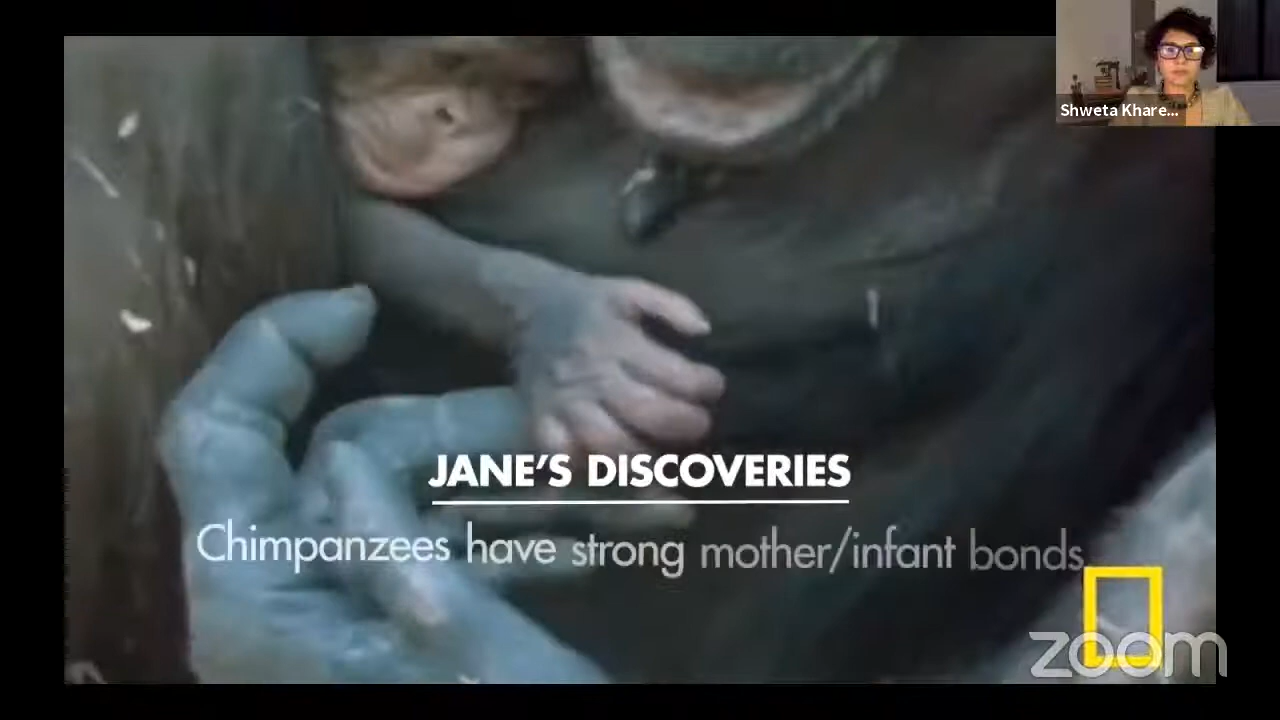 Shweta Khare...
JANE'S DISCOVERIES
Chimpanzees have strong mother/infant bonds
zoom